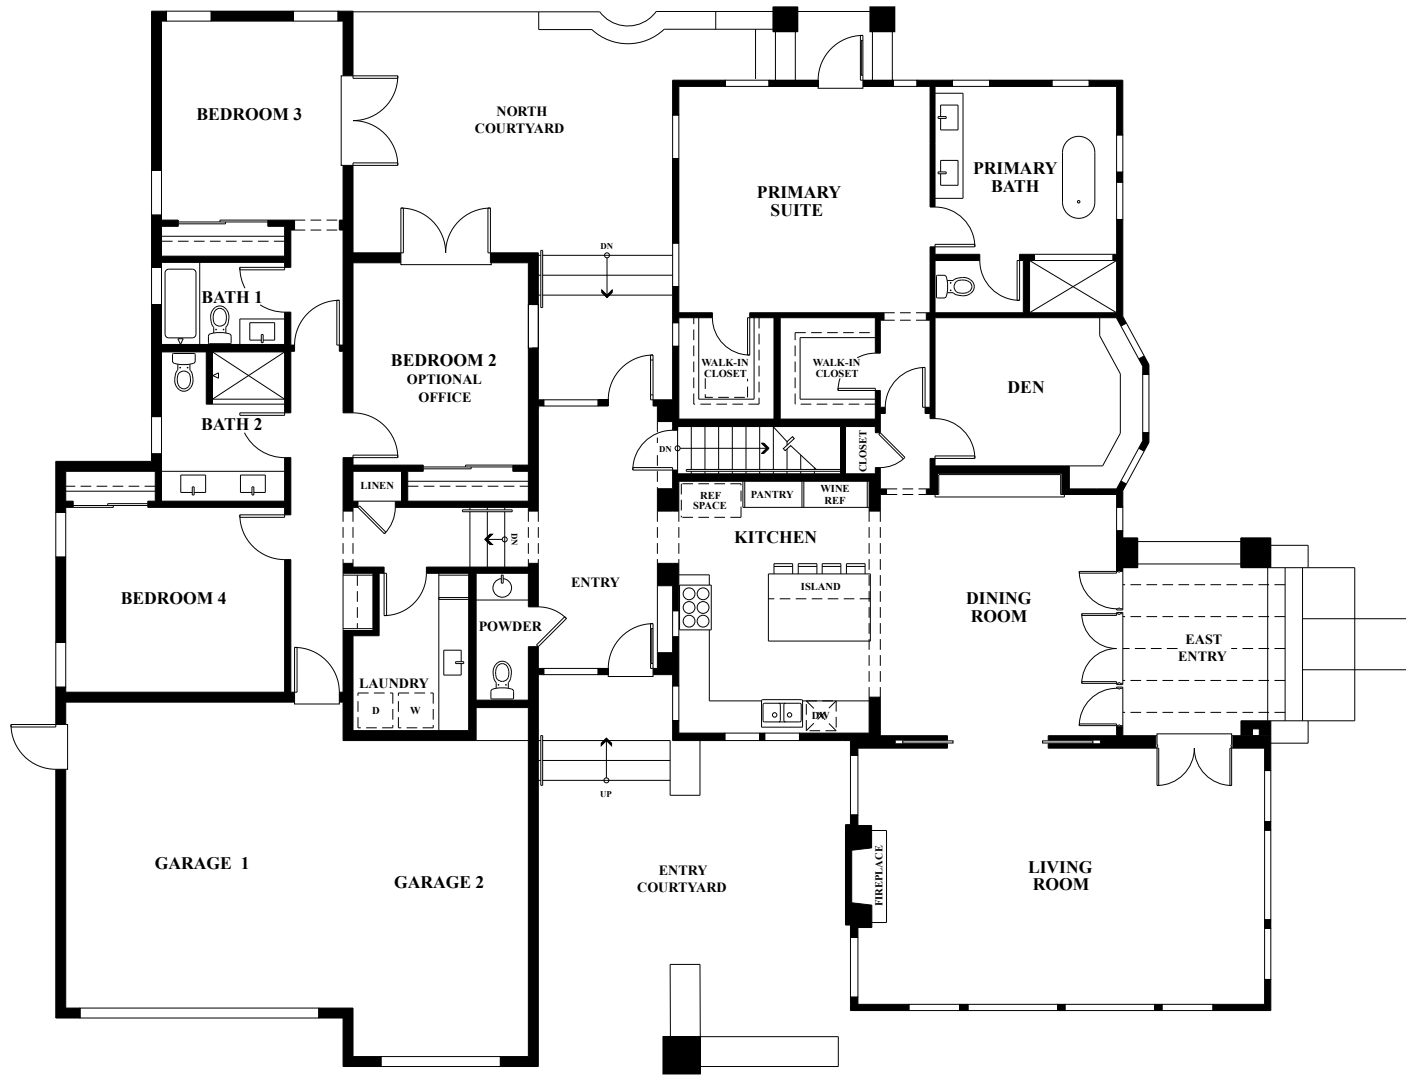 BEDROOM 3
NORTH
COURTYARD
PRIMARY
SUITE
PRIMARY
BATH
DN
BATH 1
BEDROOM 2
OPTIONAL
OFFICE
WALK-IN
CLOSET
WALK-IN
CLOSET
DEN
BATH 2
DN
CLOSET
LINEN
REF
SPACE
PANTRY
WINE
REF
DN
KITCHEN
ENTRY
ISLAND
BEDROOM 4
DINING
ROOM
POWDER
EAST
ENTRY
LAUNDRY
D
W
DW
UP
GARAGE 1
GARAGE 2
ENTRY
COURTYARD
FIREPLACE
LIVING
ROOM